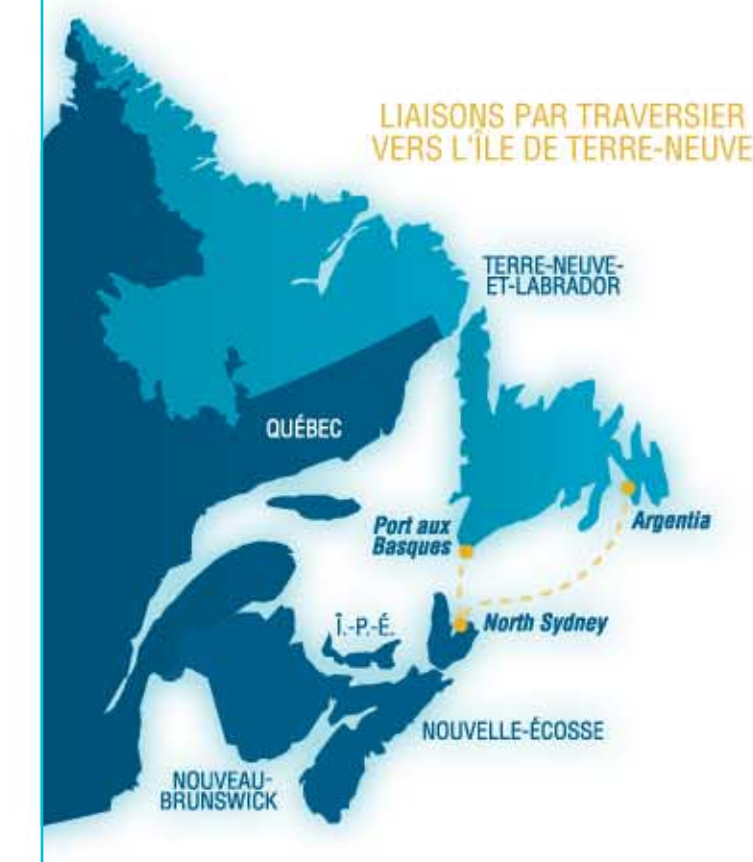 LIAISONS PAR TRAVERSIER
VERS L'ÎLE DE TERRE-NEUVE
TERRE-NEUVE-
ET-LABRADOR
QUÉBEC
Port aux
Basques
Argentia
Î.-P.-É.
North Sydney
NOUVELLE-ÉCOSSE
NOUVEAU-
BRUNSWICK